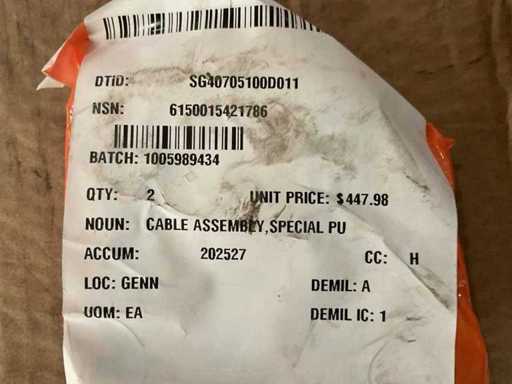 DTID: SG40705100D011
NSN: 6150015421786
BATCH: 1005989434
QTY: 2 UNIT PRICE: $447.98
NOUN: CABLE ASSEMBLY,SPECIAL PU
ACCUM: 202527 CC: H
LOC: GENN DEMIL: A
UOM: EA DEMIL IC: 1